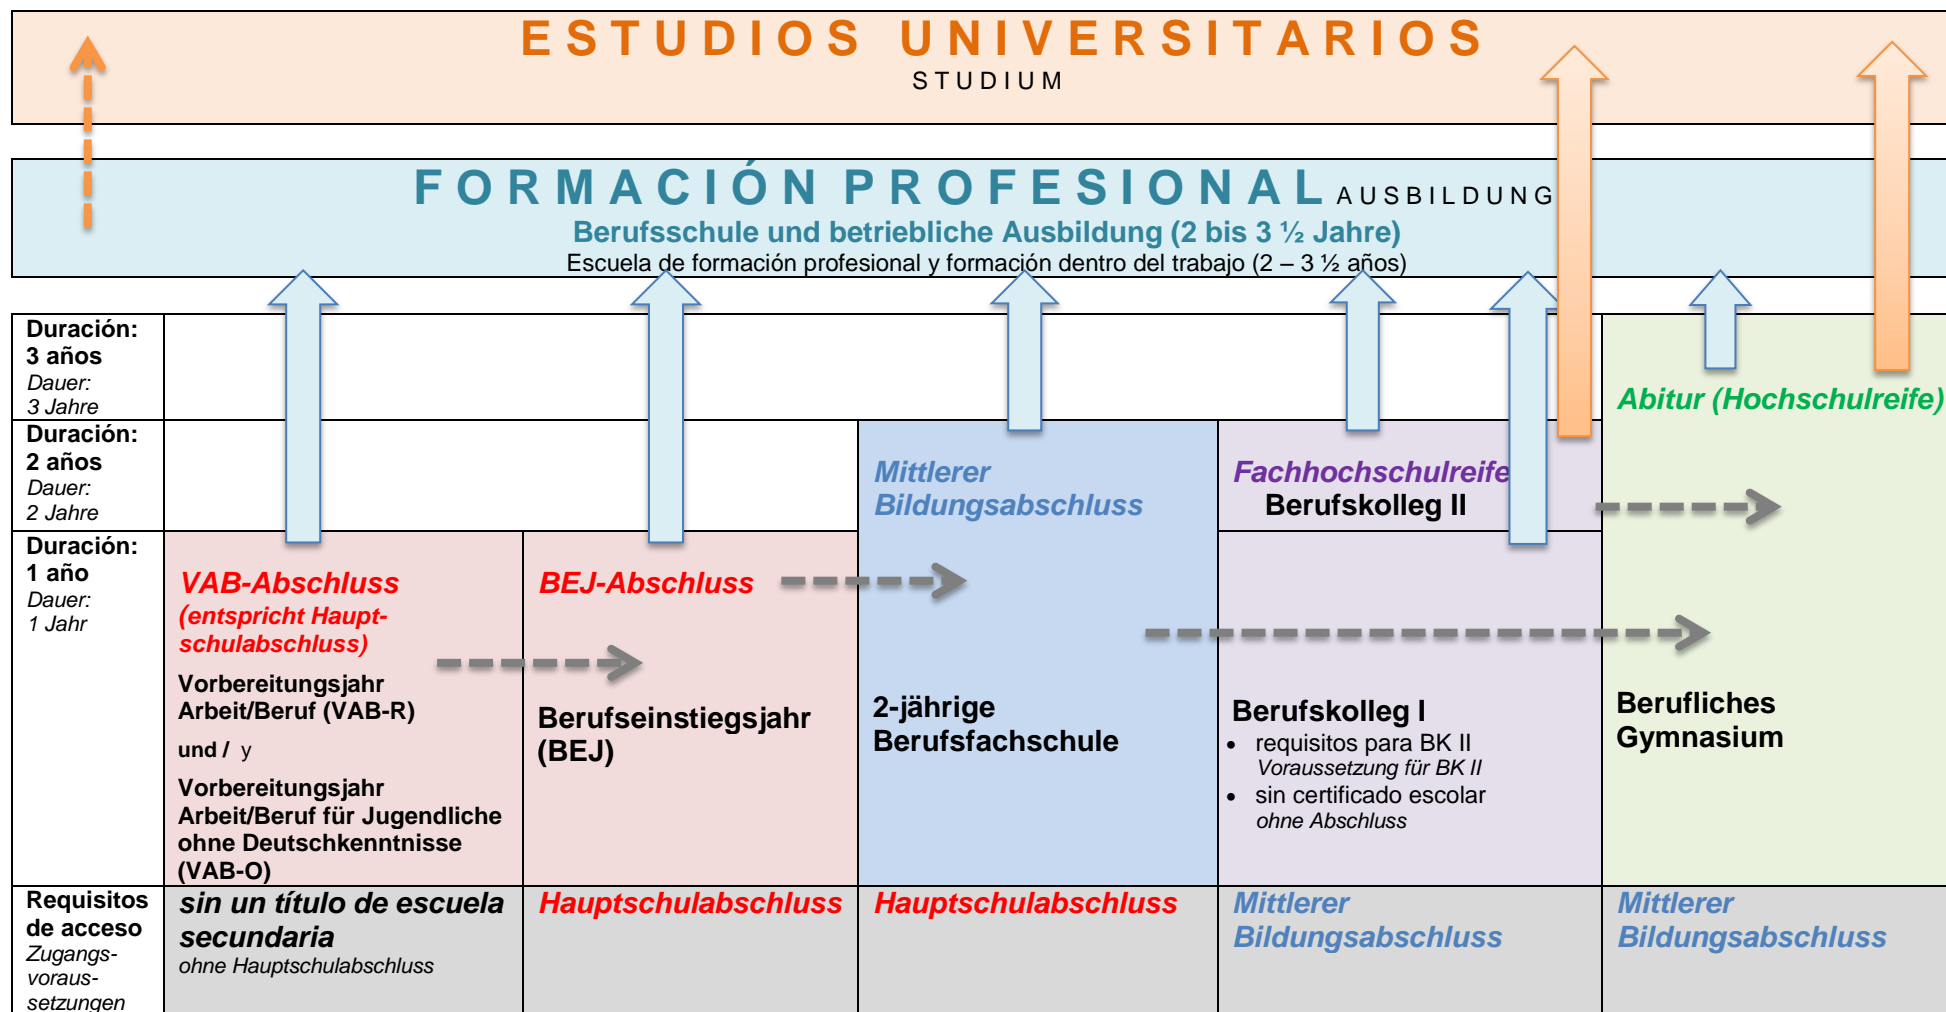 ESTUDIOS UNIVERSITARIOS
STUDIUM
FORMACIÓN PROFESIONAL AUSBILDUNG
Berufsschule und betriebliche Ausbildung (2 bis 3 ½ Jahre)
Escuela de formación profesional y formación dentro del trabajo (2 – 3 ½ años)
Duración:
3 años
Dauer:
3 Jahre
Abitur (Hochschulreife)
Duración:
2 años
Dauer:
2 Jahre
Mittlerer
Bildungsabschluss
Fachhochschulreife
Berufskolleg II
Duración:
1 año
Dauer:
1 Jahr
VAB-Abschluss
(entspricht Haupt-
schulabschluss)
Vorbereitungsjahr
Arbeit/Beruf (VAB-R)
und / y
Vorbereitungsjahr
Arbeit/Beruf für Jugendliche
ohne Deutschkenntnisse
(VAB-O)
BEJ-Abschluss
Berufseinstiegsjahr
(BEJ)
2-jährige
Berufsfachschule
Berufskolleg I
• requisitos para BK II
Voraussetzung für BK II
• sin certificado escolar
ohne Abschluss
Berufliches
Gymnasium
Requisitos
de acceso
Zugangs-
voraus-
setzungen
sin un título de escuela
secundaria
ohne Hauptschulabschluss
Hauptschulabschluss
Hauptschulabschluss
Mittlerer
Bildungsabschluss
Mittlerer
Bildungsabschluss